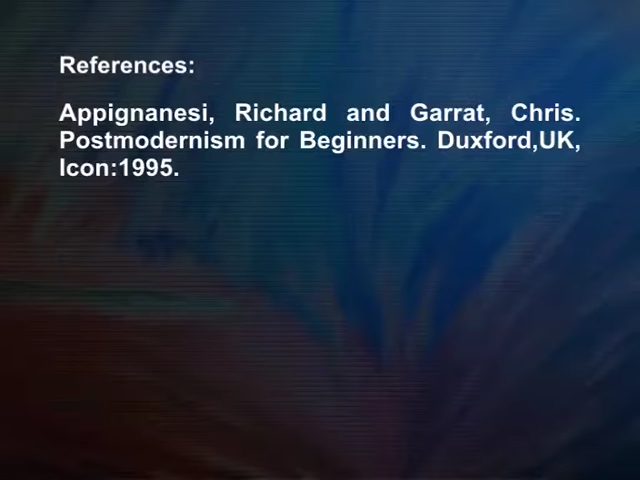 References:
Appignanesi, Richard and Garrat, Chris.
Postmodernism for Beginners. Duxford,UK,
Icon:1995.